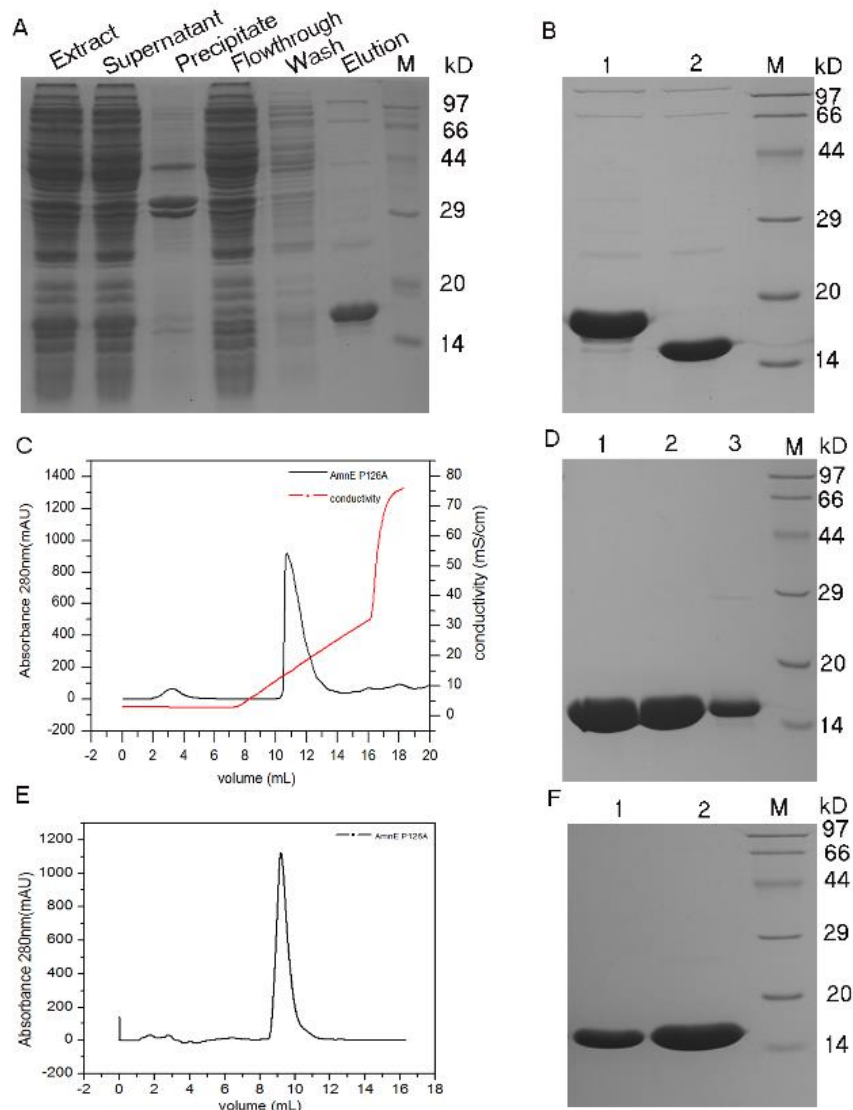 A
Extract Supernatant Precipitate Flowthrough Wash Elution M kD
97
66
44
29
20
14
B
1 2 M kD
97
66
44
29
20
14
C
AmnE P126A
conductivity
Absorbance 280nm(mAU)
1400
1200
1000
800
600
400
200
0
-200
80
70
60
50
40
30
20
10
0
conductivity (mS/cm)
-2 0 2 4 6 8 10 12 14 16 18 20
volume (mL)
D
1 2 3 M kD
97
66
44
29
20
14
E
AmnE P126A
Absorbance 280nm(mAU)
1200
1000
800
600
400
200
0
-200
-2 0 2 4 6 8 10 12 14 16 18
volume (mL)
F
1 2 M kD
97
66
44
29
20
14